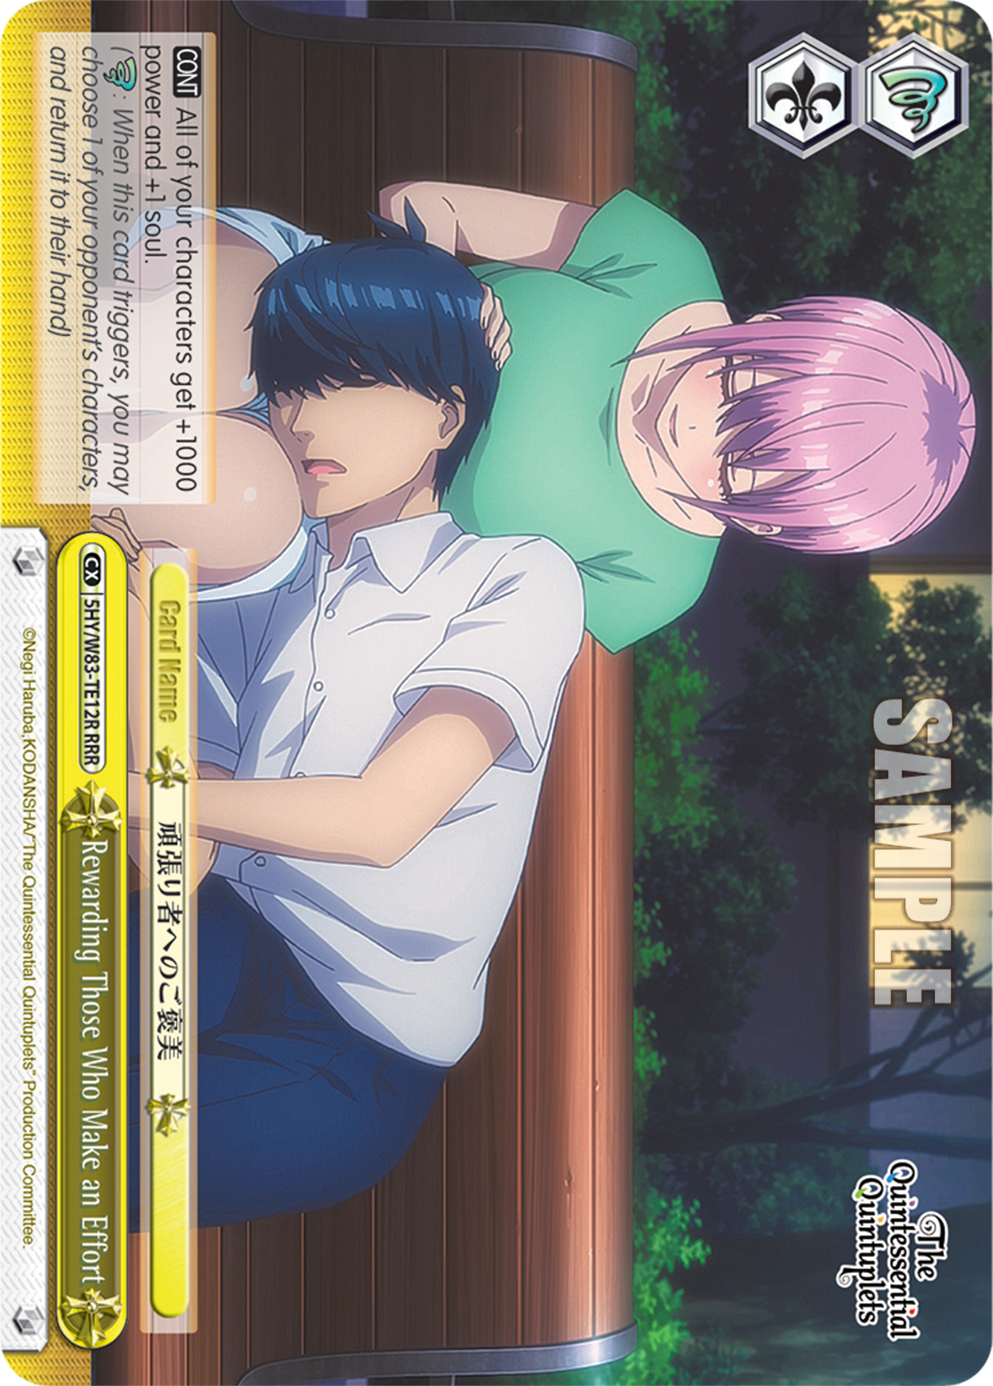 CONT All of your characters get +1000
power and +1 soul.
( : When this card triggers, you may
choose 1 of your opponent's characters,
and return it to their hand)
SAMPLE
The
Quintessential
Quintuplets
Card Name 頑張り者へのご褒美
CX 5HY/W83-TE12R RRR Rewarding Those Who Make an Effort
©Negi Haruba,KODANSHA/"The Quintessential Quintuplets" Production Committee.